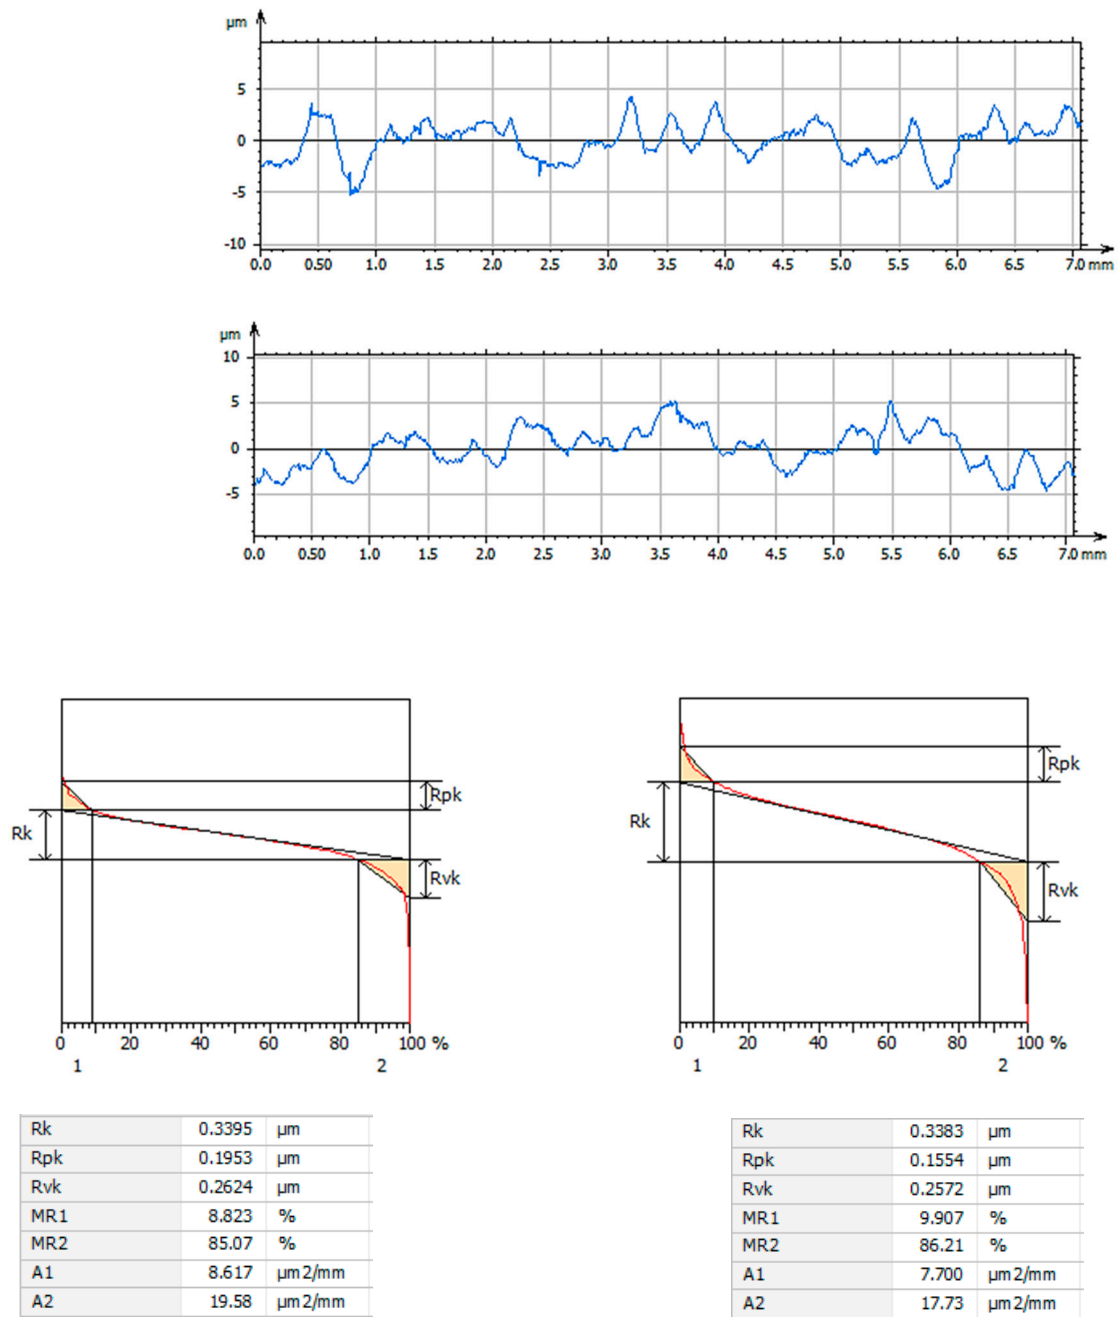 µm
5
0
-5
-10
0.0 0.50 1.0 1.5 2.0 2.5 3.0 3.5 4.0 4.5 5.0 5.5 6.0 6.5 7.0 mm
µm
10
5
0
-5
0.0 0.50 1.0 1.5 2.0 2.5 3.0 3.5 4.0 4.5 5.0 5.5 6.0 6.5 7.0 mm
Rpk
Rk
Rvk
0 20 40 60 80 100 %
1 2
Rpk
Rk
Rvk
0 20 40 60 80 100 %
1 2
Rk 0.3395 µm
Rpk 0.1953 µm
Rvk 0.2624 µm
MR1 8.823 %
MR2 85.07 %
A1 8.617 µm2/mm
A2 19.58 µm2/mm
Rk 0.3383 µm
Rpk 0.1554 µm
Rvk 0.2572 µm
MR1 9.907 %
MR2 86.21 %
A1 7.700 µm2/mm
A2 17.73 µm2/mm